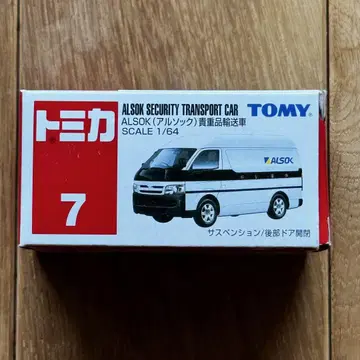 トミカ
7
ALSOK SECURITY TRANSPORT CAR
TOMY
ALSOK(アルソック)貴重品輸送車
SCALE 1/64
ALSOK
サスペンション/後部ドア開閉